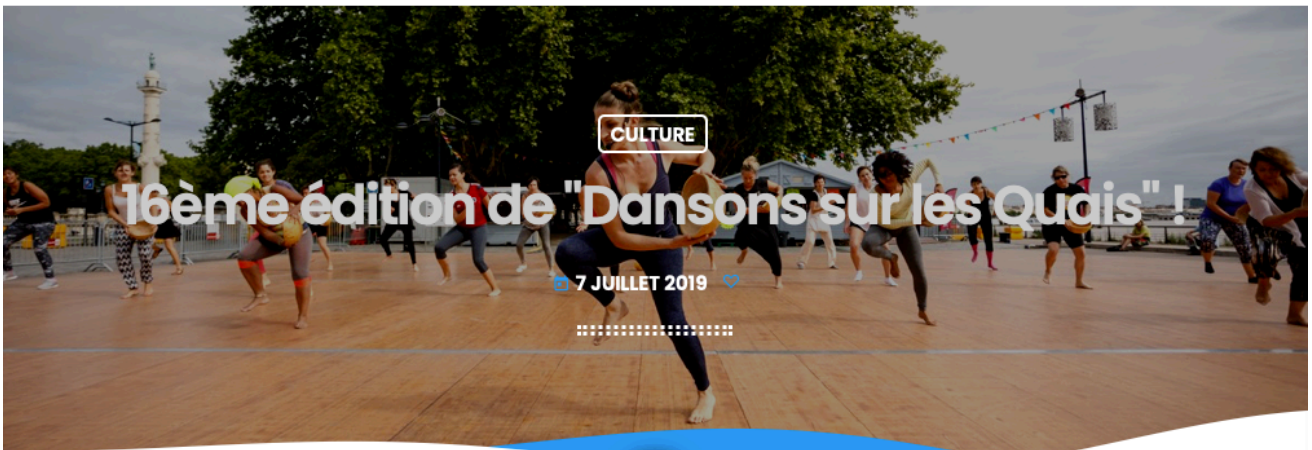 CULTURE
16ème édition de "Dansons sur les Quais" !
7 JUILLET 2019